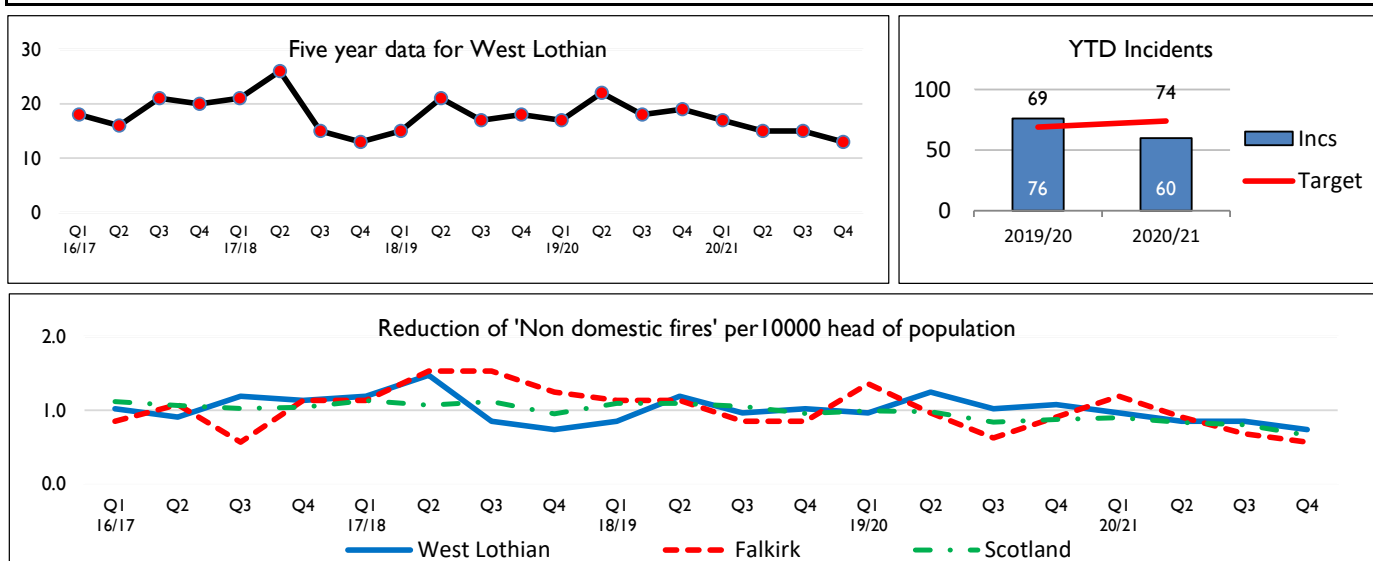 Five year data for West Lothian
30
20
10
0
Q1 Q2 Q3 Q4 Q1 Q2 Q3 Q4 Q1 Q2 Q3 Q4 Q1 Q2 Q3 Q4 Q1 Q2 Q3 Q4
16/17 17/18 18/19 19/20 20/21
YTD Incidents
100
50
0
69 74
76 60
2019/20 2020/21
Incs
Target
Reduction of 'Non domestic fires' per10000 head of population
2.0
1.0
0.0
Q1 Q2 Q3 Q4 Q1 Q2 Q3 Q4 Q1 Q2 Q3 Q4 Q1 Q2 Q3 Q4 Q1 Q2 Q3 Q4
16/17 17/18 18/19 19/20 20/21
West Lothian Falkirk Scotland